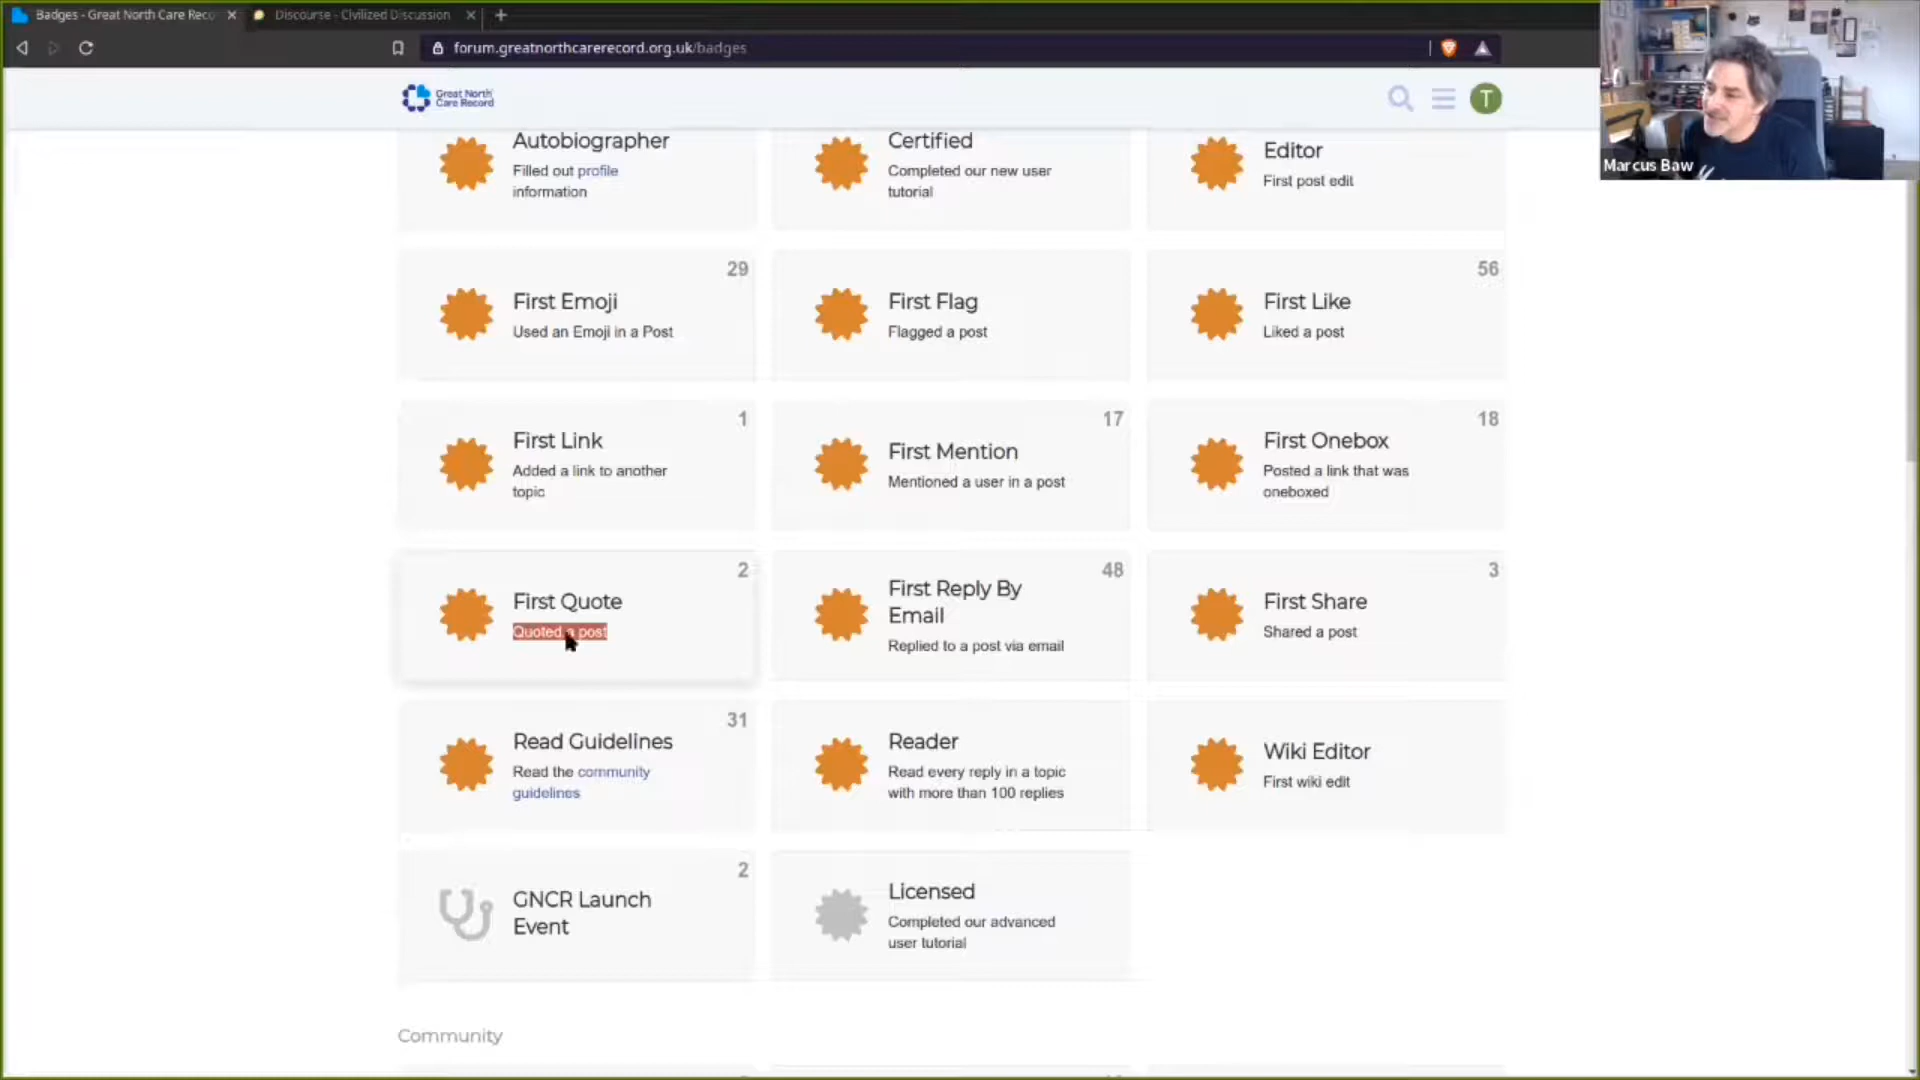 Badges - Great North Care Reco
Discourse - Civilized Discussion
forum.greatnorthcarerecord.org.uk/badges
Great North
Care Record
T
Marcus Baw
Autobiographer
Filled out profile
information
Certified
Completed our new user
tutorial
Editor
First post edit
29
First Emoji
Used an Emoji in a Post
First Flag
Flagged a post
56
First Like
Liked a post
1
First Link
Added a link to another
topic
17
First Mention
Mentioned a user in a post
18
First Onebox
Posted a link that was
oneboxed
2
First Quote
Quoted a post
48
First Reply By
Email
Replied to a post via email
3
First Share
Shared a post
31
Read Guidelines
Read the community
guidelines
Reader
Read every reply in a topic
with more than 100 replies
Wiki Editor
First wiki edit
2
GNCR Launch
Event
Licensed
Completed our advanced
user tutorial
Community